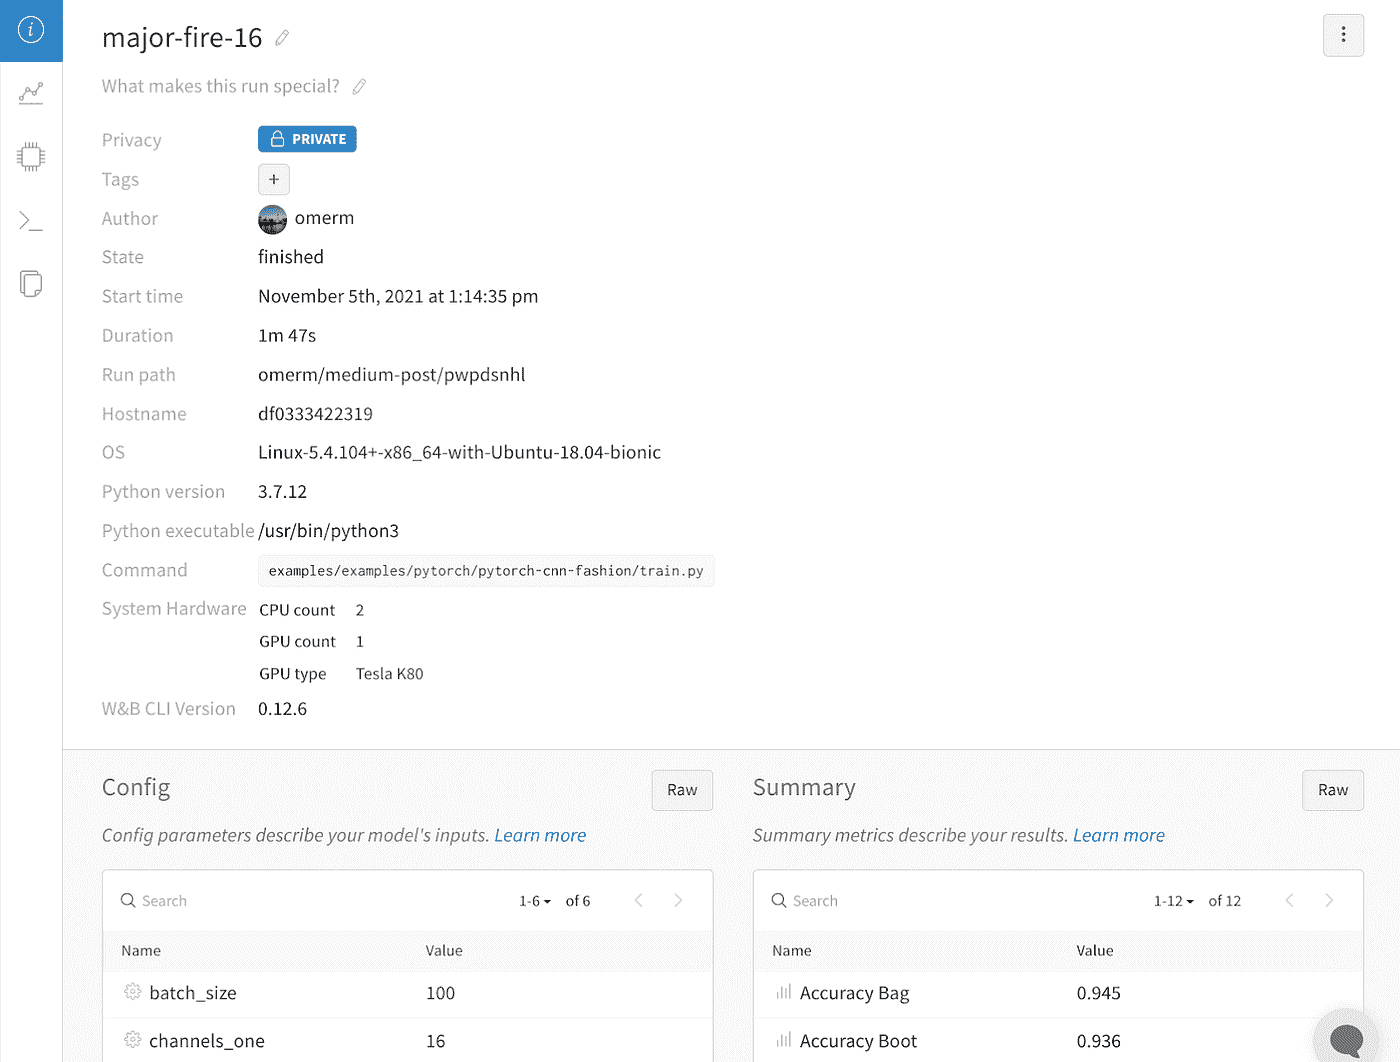 major-fire-16
What makes this run special?
Privacy PRIVATE
Tags +
Author omerm
State finished
Start time November 5th, 2021 at 1:14:35 pm
Duration 1m 47s
Run path omerm/medium-post/pwpdsnhl
Hostname df0333422319
OS Linux-5.4.104+-x86_64-with-Ubuntu-18.04-bionic
Python version 3.7.12
Python executable /usr/bin/python3
Command examples/examples/pytorch/pytorch-cnn-fashion/train.py
System Hardware CPU count 2
GPU count 1
GPU type Tesla K80
W&B CLI Version 0.12.6
Config Raw
Config parameters describe your model's inputs. Learn more
Search 1-6 of 6
Name Value
batch_size 100
channels_one 16
Summary Raw
Summary metrics describe your results. Learn more
Search 1-12 of 12
Name Value
Accuracy Bag 0.945
Accuracy Boot 0.936